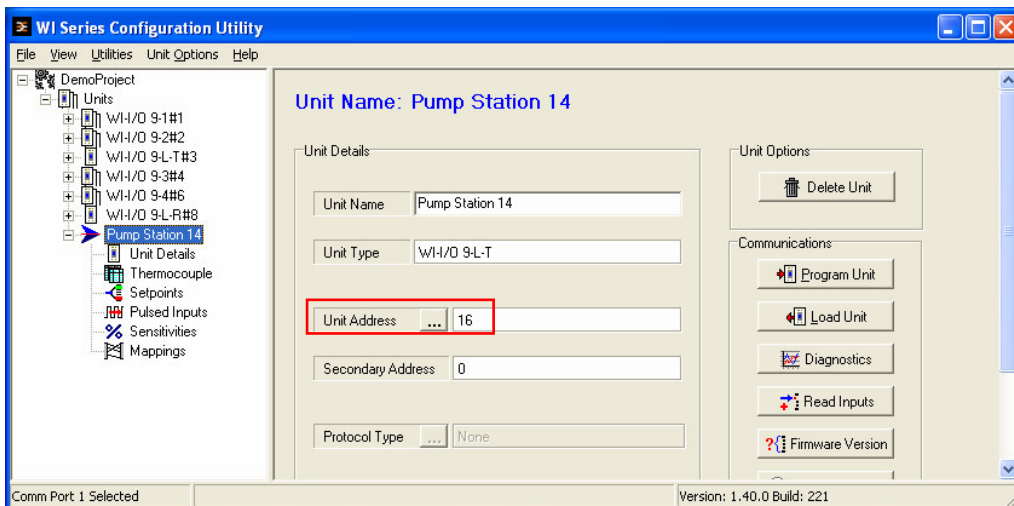 WI Series Configuration Utility
File View Utilities Unit Options Help
DemoProject
Units
WI-I/O 9-1#1
WI-I/O 9-2#2
WI-I/O 9-L-T#3
WI-I/O 9-3#4
WI-I/O 9-4#6
WI-I/O 9-L-R#8
Pump Station 14
Unit Details
Thermocouple
Setpoints
Pulsed Inputs
Sensitivities
Mappings
Unit Name: Pump Station 14
Unit Details
Unit Name Pump Station 14
Unit Type WI-I/O 9-L-T
Unit Address ... 16
Secondary Address 0
Protocol Type ... None
Unit Options
Delete Unit
Communications
Program Unit
Load Unit
Diagnostics
Read Inputs
Firmware Version
Comm Port 1 Selected
Version: 1.40.0 Build: 221